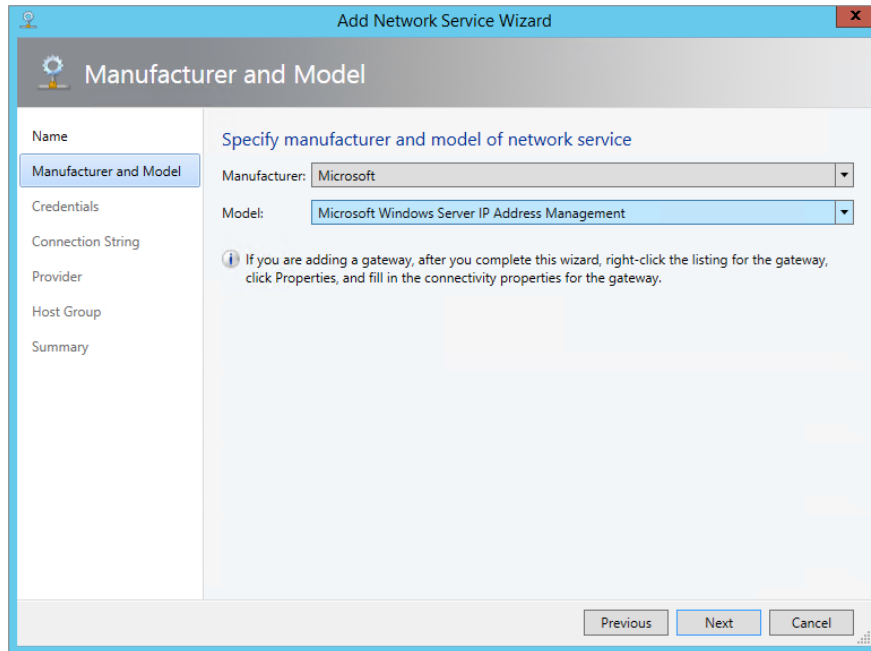 Add Network Service Wizard
x
Manufacturer and Model
Name
Manufacturer and Model
Credentials
Connection String
Provider
Host Group
Summary
Specify manufacturer and model of network service
Manufacturer: Microsoft
Model: Microsoft Windows Server IP Address Management
If you are adding a gateway, after you complete this wizard, right-click the listing for the gateway,
click Properties, and fill in the connectivity properties for the gateway.
Previous Next Cancel